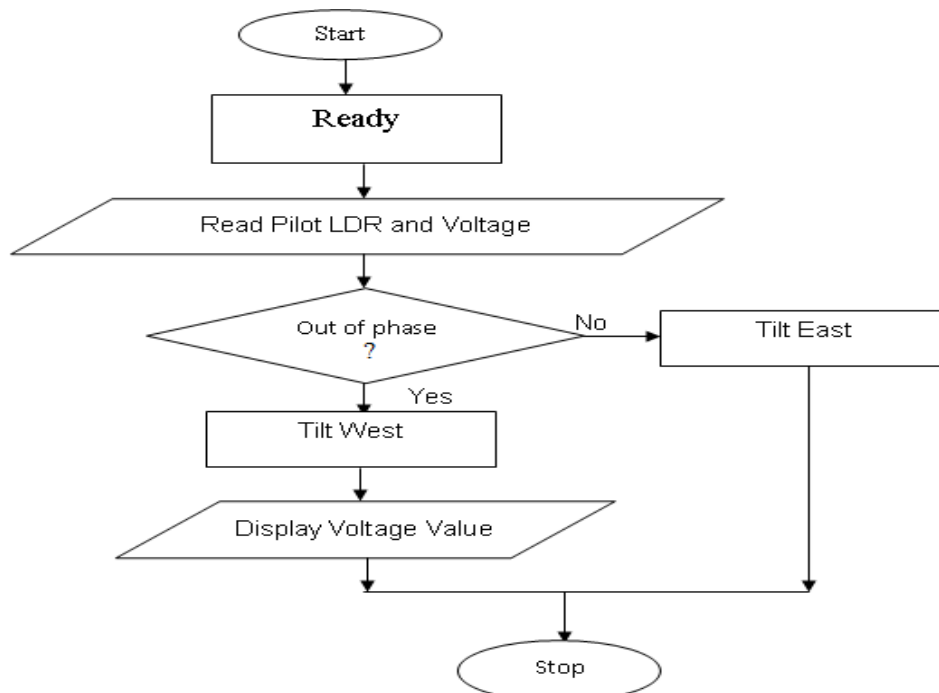 Start
Ready
Read Pilot LDR and Voltage
Out of phase
?
No
Tilt East
Yes
Tilt West
Display Voltage Value
Stop